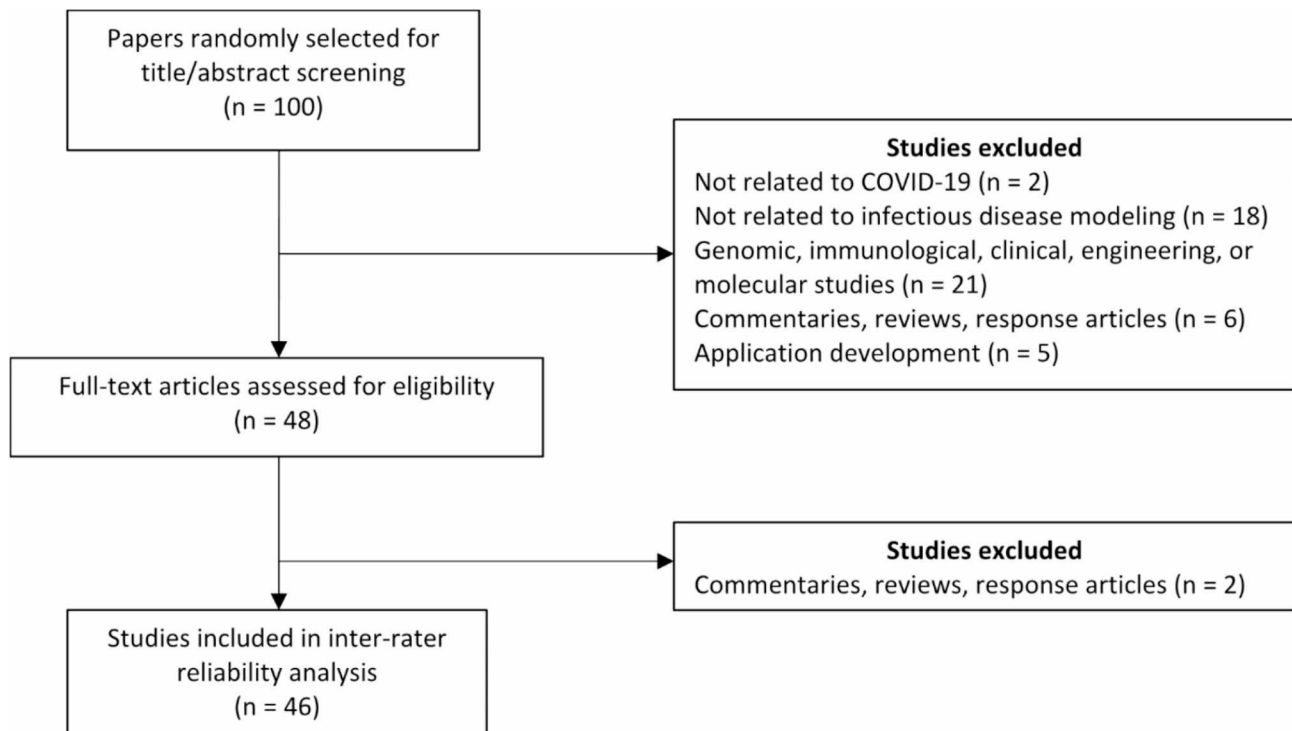 Papers randomly selected for
title/abstract screening
(n = 100)
Studies excluded
Not related to COVID-19 (n = 2)
Not related to infectious disease modeling (n = 18)
Genomic, immunological, clinical, engineering, or
molecular studies (n = 21)
Commentaries, reviews, response articles (n = 6)
Application development (n = 5)
Full-text articles assessed for eligibility
(n = 48)
Studies excluded
Commentaries, reviews, response articles (n = 2)
Studies included in inter-rater
reliability analysis
(n = 46)